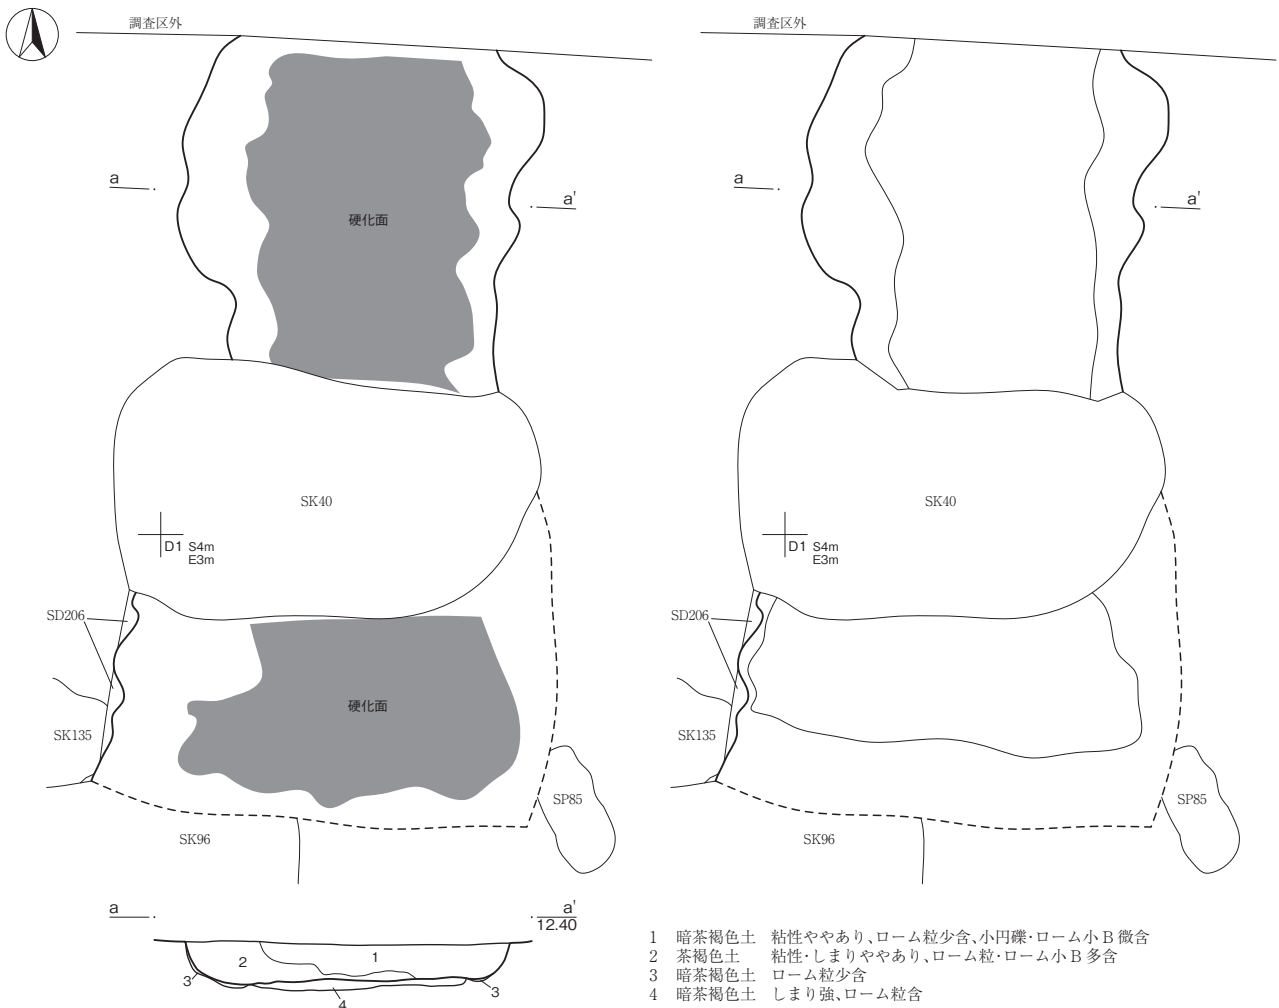 調査区外
調査区外
a
a'
a
a'
硬化面
SK40
SK40
D1 S4m
E3m
D1 S4m
E3m
SD206
SD206
硬化面
SK135
SK135
SP85
SP85
SK96
SK96
a
a'
12.40
1
2
3
3
4
1 暗茶褐色土 粘性ややあり、ローム粒少含、小円礫・ローム小B微含
2 茶褐色土 粘性・しまりややあり、ローム粒・ローム小B多含
3 暗茶褐色土 ローム粒少含
4 暗茶褐色土 しまり強、ローム粒含